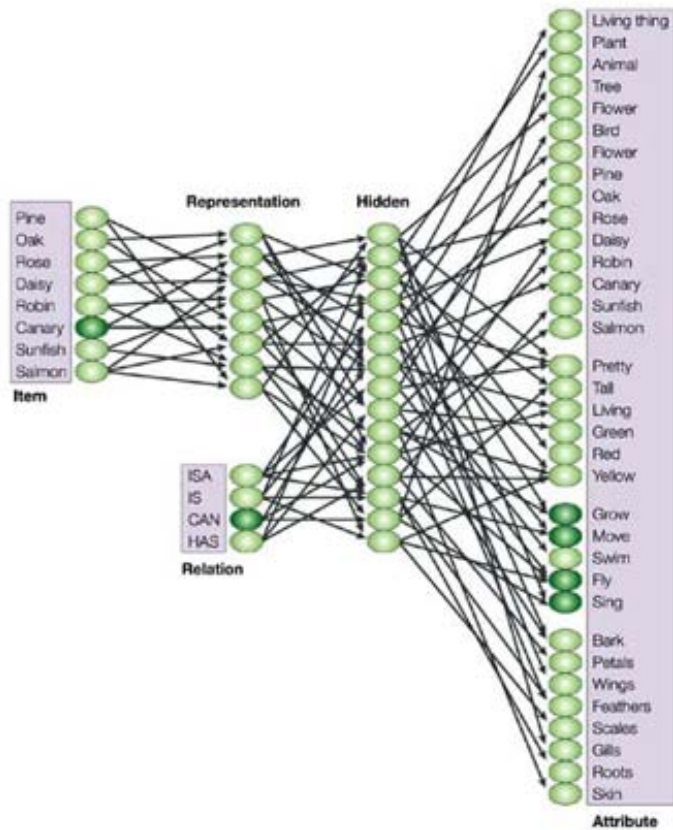 Living thing
Plant
Animal
Tree
Flower
Bird
Flower
Pine
Oak
Rose
Daisy
Robin
Canary
Sunfish
Salmon
Representation
Hidden
Pine
Oak
Rose
Daisy
Robin
Canary
Sunfish
Salmon
Item
Pretty
Tall
Living
Green
Red
Yellow
ISA
IS
CAN
HAS
Relation
Grow
Move
Swim
Fly
Sing
Bark
Petals
Wings
Feathers
Scales
Gills
Roots
Skin
Attribute